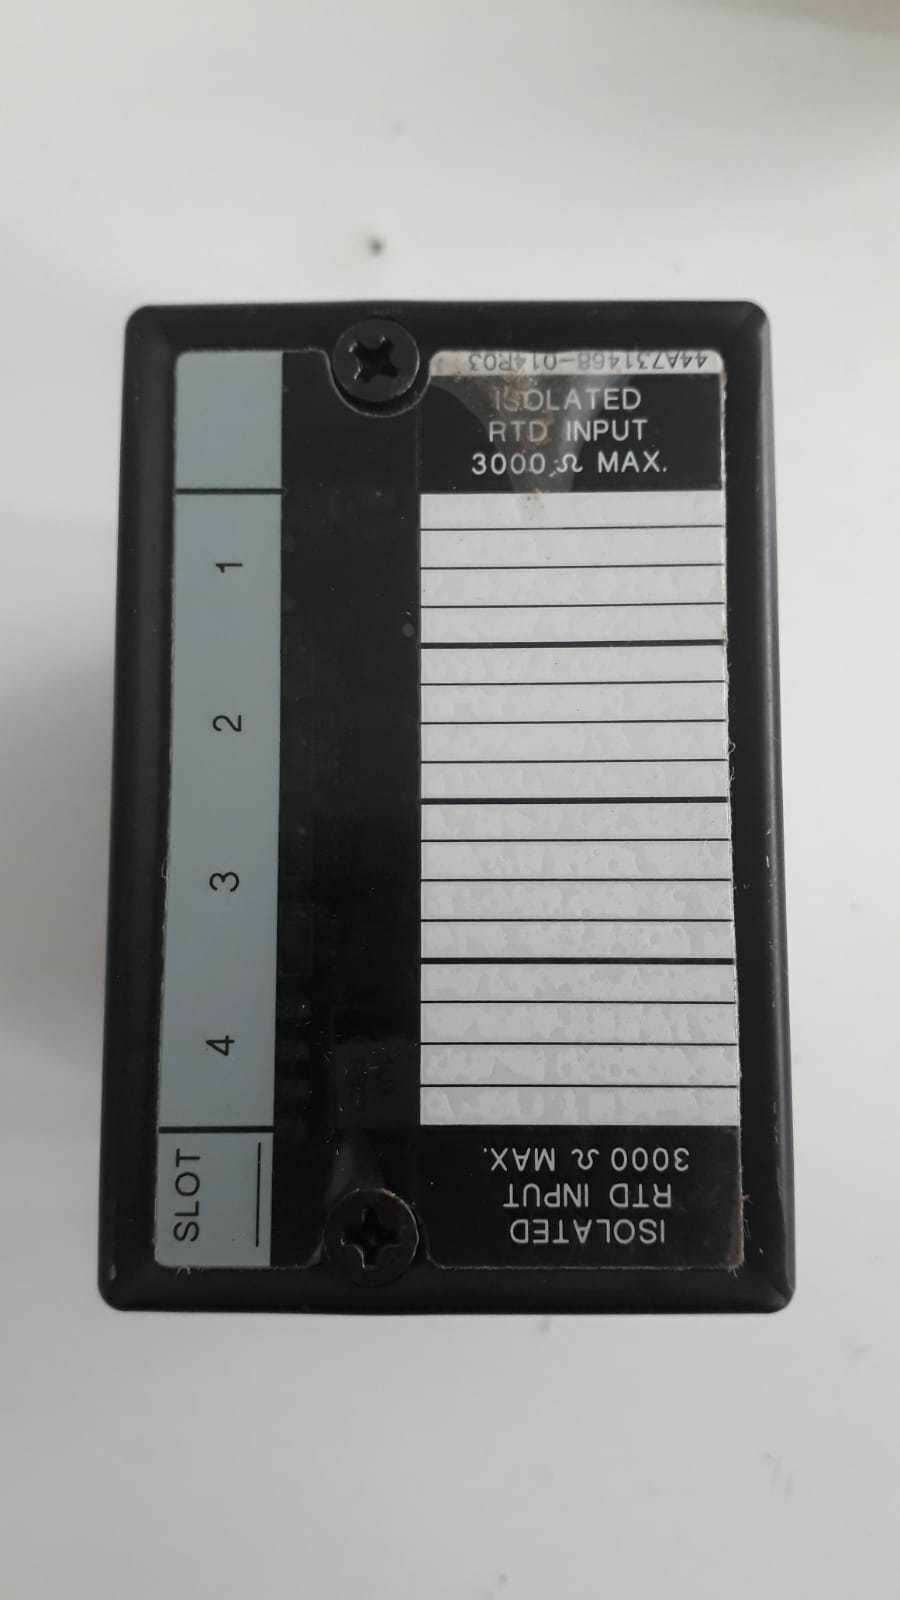 44A731468-014R03
ISOLATED
RTD INPUT
3000 Ω MAX.
1
2
3
4
SLOT
ISOLATED
RTD INPUT
3000 Ω MAX.